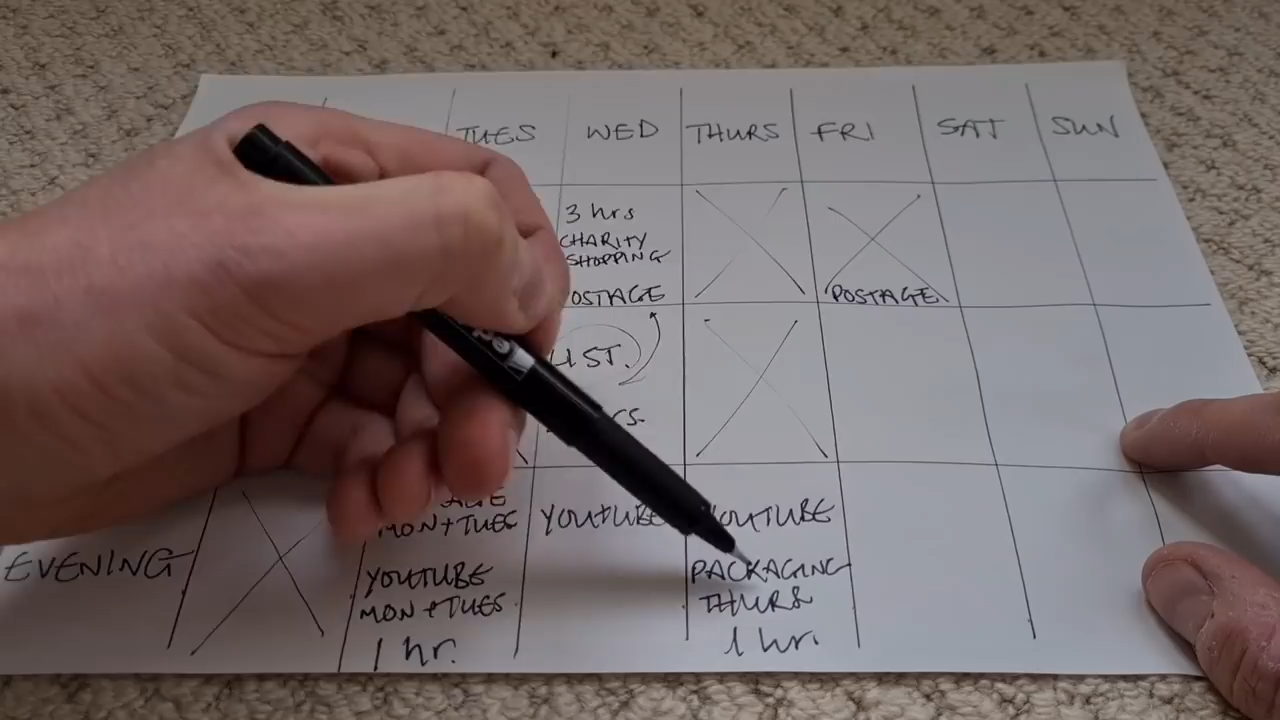 TUES WED THURS FRI SAT SUN
3 hrs
CHARITY
SHOPPING
POSTAGE
POSTAGE
LIST.
MON + TUES
YOUTUBE
YOUTUBE
EVENING
YOUTUBE
MON + TUES
1 hr.
PACKAGING
THURS
1 hr.